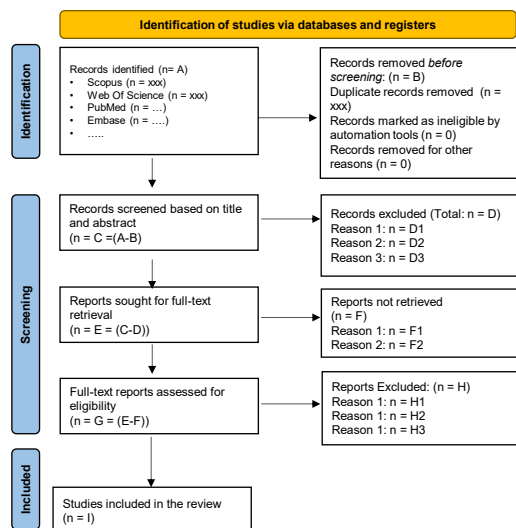 Identification of studies via databases and registers
Identification
Records identified (n= A)
• Scopus (n = xxx)
• Web Of Science (n = xxx)
• PubMed (n = …)
• Embase (n = ….)
• …..
Records removed before
screening: (n = B)
Duplicate records removed (n =
xxx)
Records marked as ineligible by
automation tools (n = 0)
Records removed for other
reasons (n = 0)
Screening
Records screened based on title
and abstract
(n = C =(A-B)
Records excluded (Total: n = D)
Reason 1: n = D1
Reason 2: n = D2
Reason 3: n = D3
Reports sought for full-text
retrieval
(n = E = (C-D))
Reports not retrieved
(n = F)
Reason 1: n = F1
Reason 2: n = F2
Full-text reports assessed for
eligibility
(n = G = (E-F)
Reports Excluded: (n = H)
Reason 1: n = H1
Reason 1: n = H2
Reason 1: n = H3
Included
Studies included in the review
(n = I)